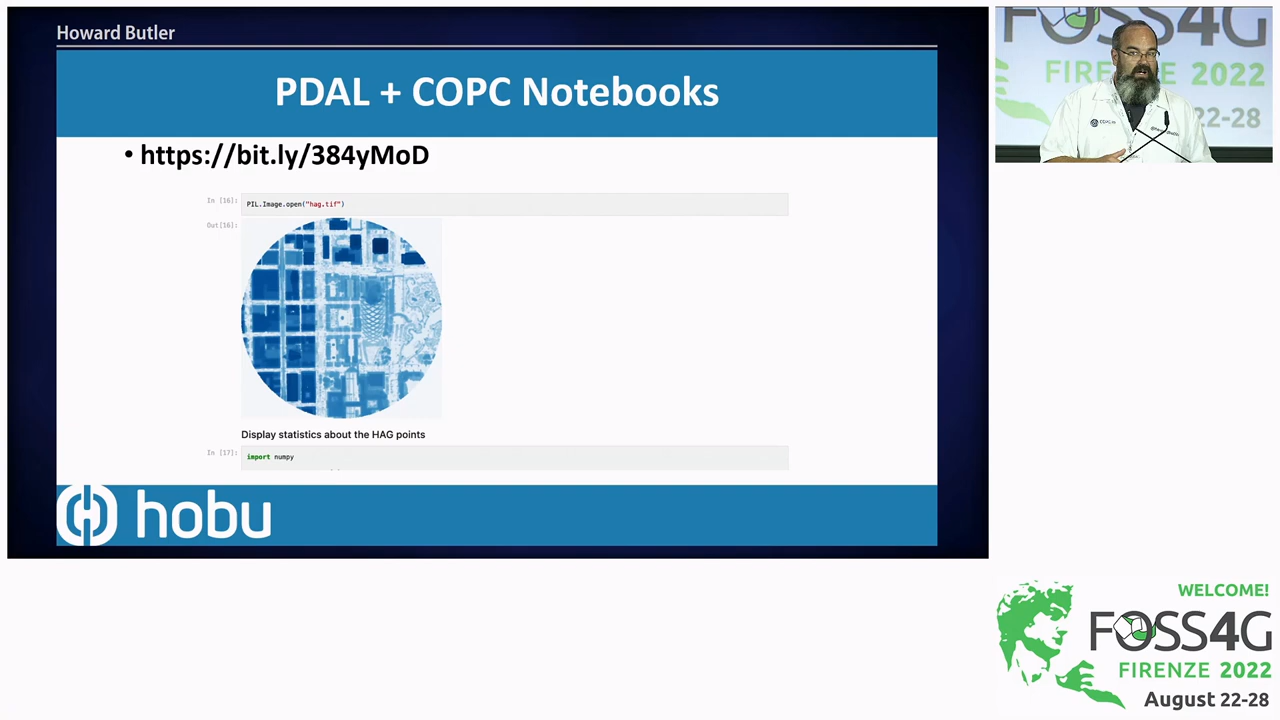 Howard Butler
PDAL + COPC Notebooks
• https://bit.ly/384yMoD
In [16]:
PIL.Image.open("hag.tif")
Out[16]:
Display statistics about the HAG points
In [17]:
import numpy
hobu
FOSS4G
FIRENZE 2022
22-28
WELCOME!
FOSS4G
FIRENZE 2022
August 22-28